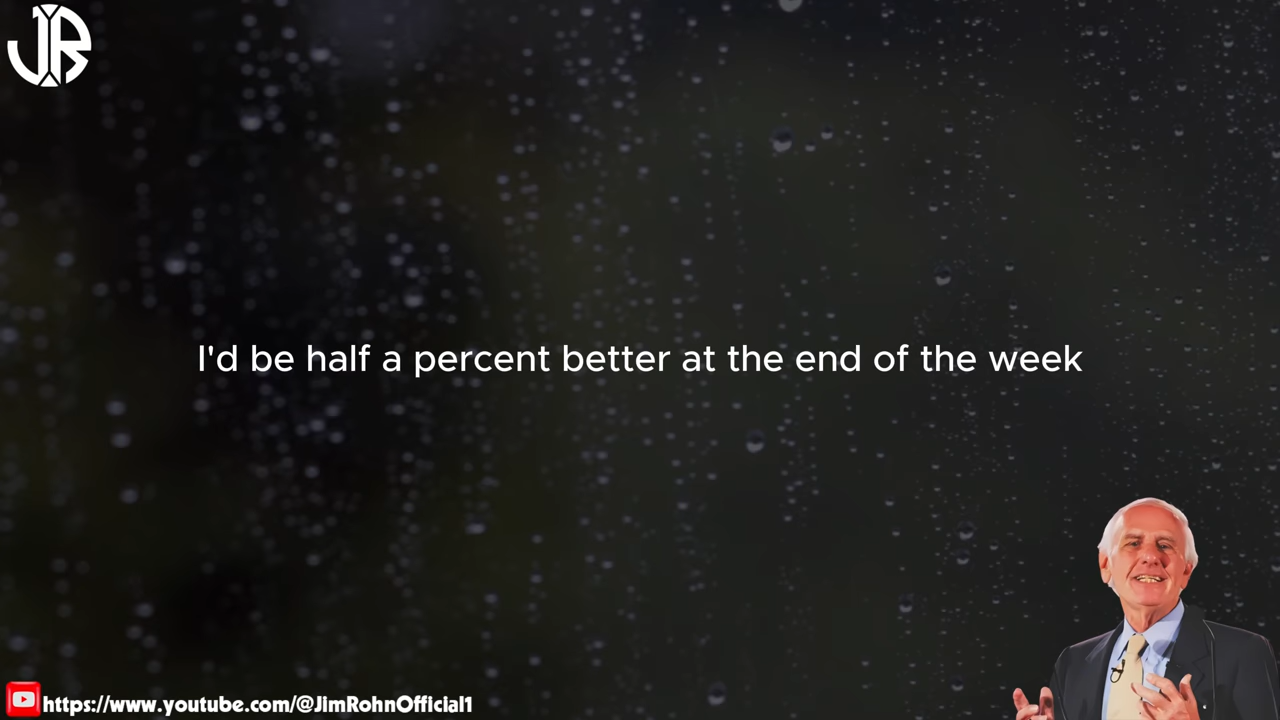 JR
I'd be half a percent better at the end of the week
https://www.youtube.com/@JimRohnOfficial1